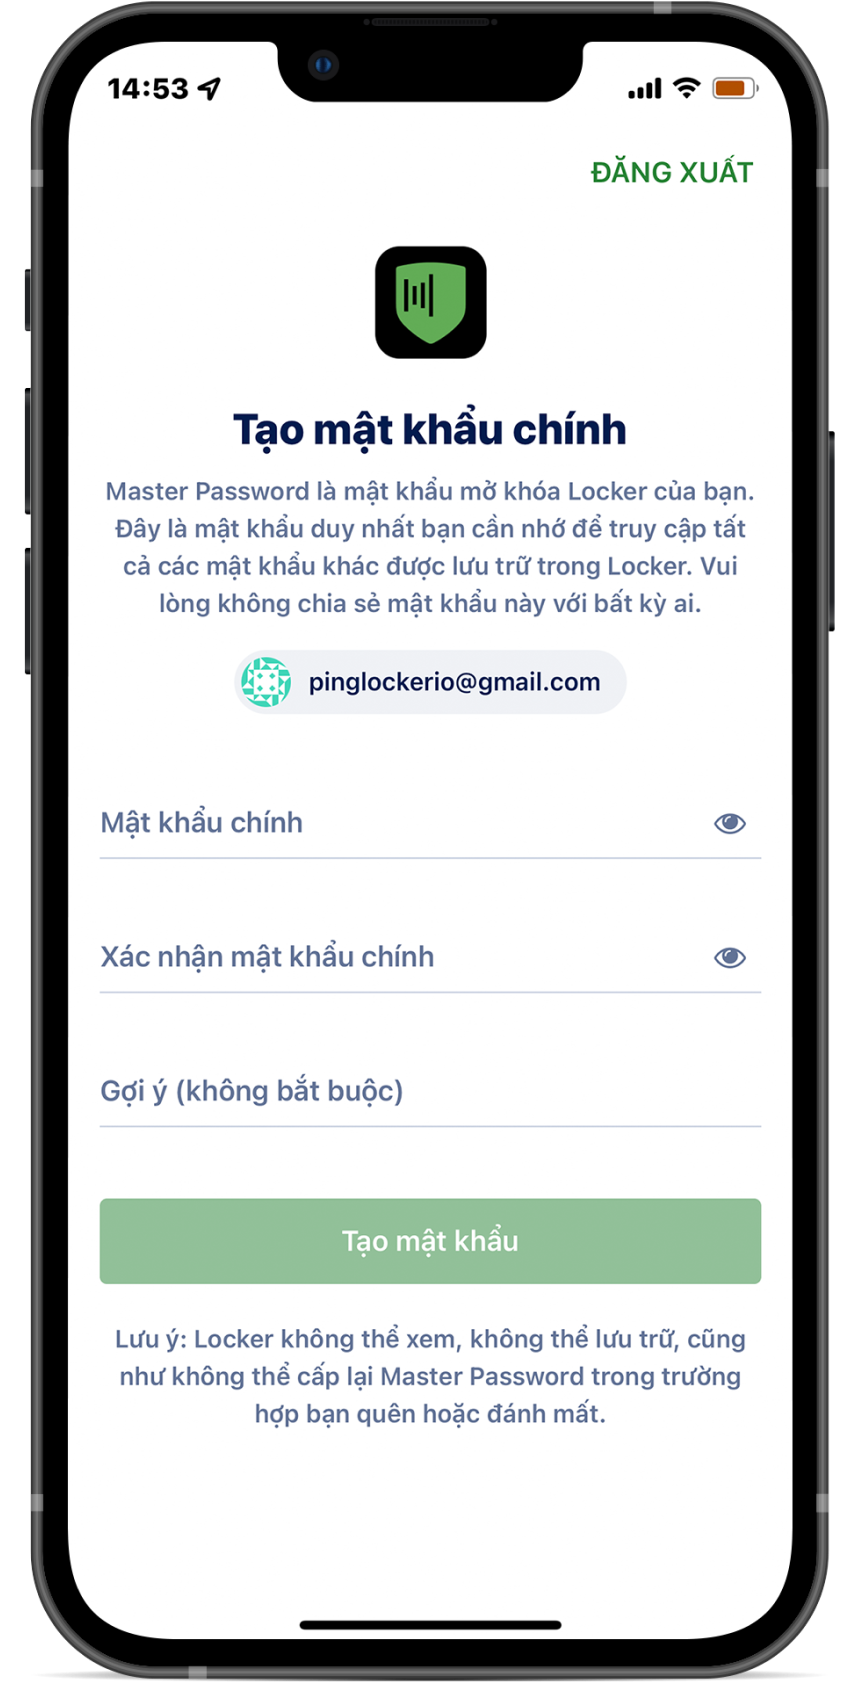 14:53
ĐĂNG XUẤT
Tạo mật khẩu chính
Master Password là mật khẩu mở khóa Locker của bạn.
Đây là mật khẩu duy nhất bạn cần nhớ để truy cập tất
cả các mật khẩu khác được lưu trữ trong Locker. Vui
lòng không chia sẻ mật khẩu này với bất kỳ ai.
pinglockerio@gmail.com
Mật khẩu chính
Xác nhận mật khẩu chính
Gợi ý (không bắt buộc)
Tạo mật khẩu
Lưu ý: Locker không thể xem, không thể lưu trữ, cũng
như không thể cấp lại Master Password trong trường
hợp bạn quên hoặc đánh mất.